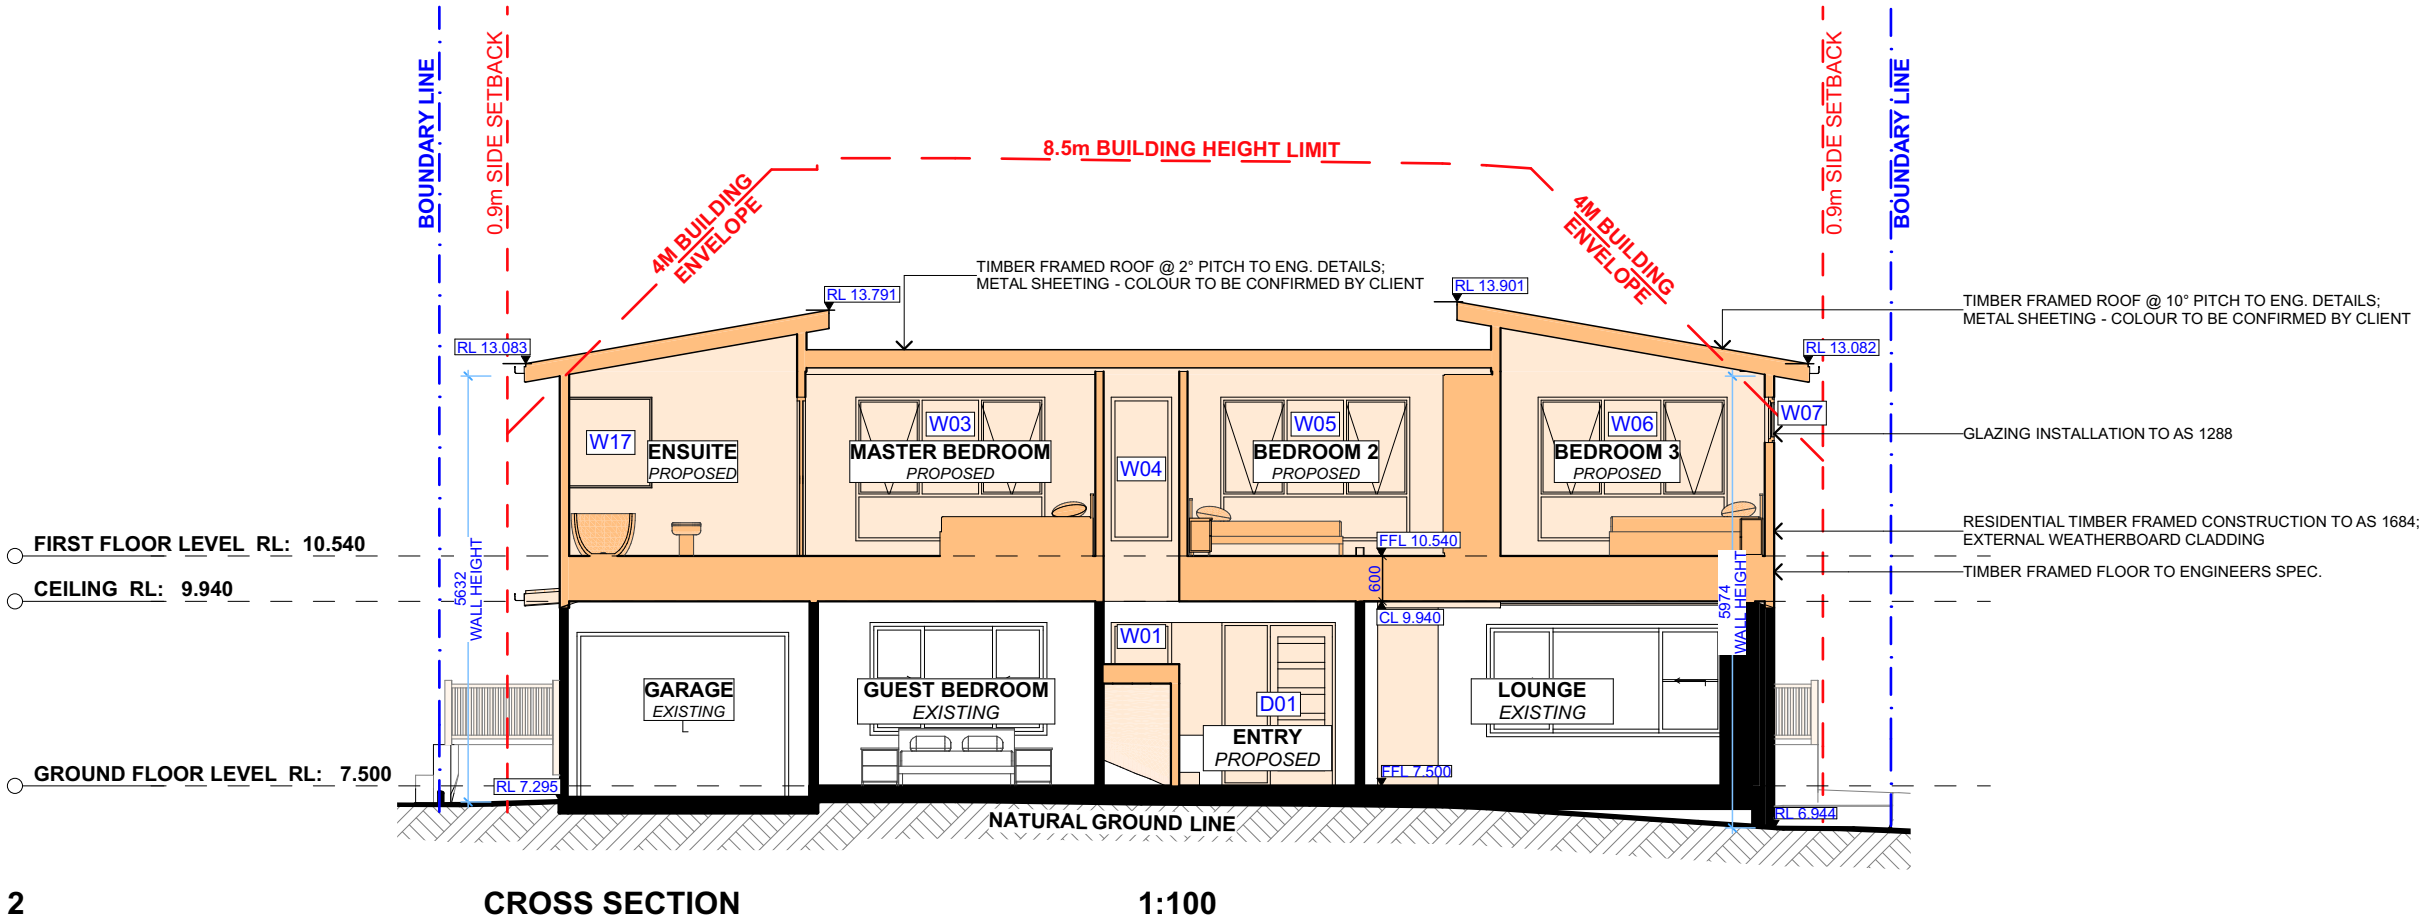 BOUNDARY LINE
0.9m SIDE SETBACK
0.9m SIDE SETBACK
BOUNDARY LINE
8.5m BUILDING HEIGHT LIMIT
4M BUILDING
ENVELOPE
4M BUILDING
ENVELOPE
TIMBER FRAMED ROOF @ 2° PITCH TO ENG. DETAILS;
METAL SHEETING - COLOUR TO BE CONFIRMED BY CLIENT
RL 13.791
RL 13.901
TIMBER FRAMED ROOF @ 10° PITCH TO ENG. DETAILS;
METAL SHEETING - COLOUR TO BE CONFIRMED BY CLIENT
RL 13.083
RL 13.082
W17
ENSUITE
PROPOSED
W03
MASTER BEDROOM
PROPOSED
W04
W05
BEDROOM 2
PROPOSED
W06
BEDROOM 3
PROPOSED
W07
GLAZING INSTALLATION TO AS 1288
RESIDENTIAL TIMBER FRAMED CONSTRUCTION TO AS 1684;
EXTERNAL WEATHERBOARD CLADDING
TIMBER FRAMED FLOOR TO ENGINEERS SPEC.
FIRST FLOOR LEVEL RL: 10.540
CEILING RL: 9.940
5632
WALL HEIGHT
FFL 10.540
600
CL 9.940
5974
WALL HEIGHT
W01
GARAGE
EXISTING
GUEST BEDROOM
EXISTING
D01
ENTRY
PROPOSED
LOUNGE
EXISTING
GROUND FLOOR LEVEL RL: 7.500
RL 7.295
FFL 7.500
RL 6.944
NATURAL GROUND LINE
2 CROSS SECTION 1:100